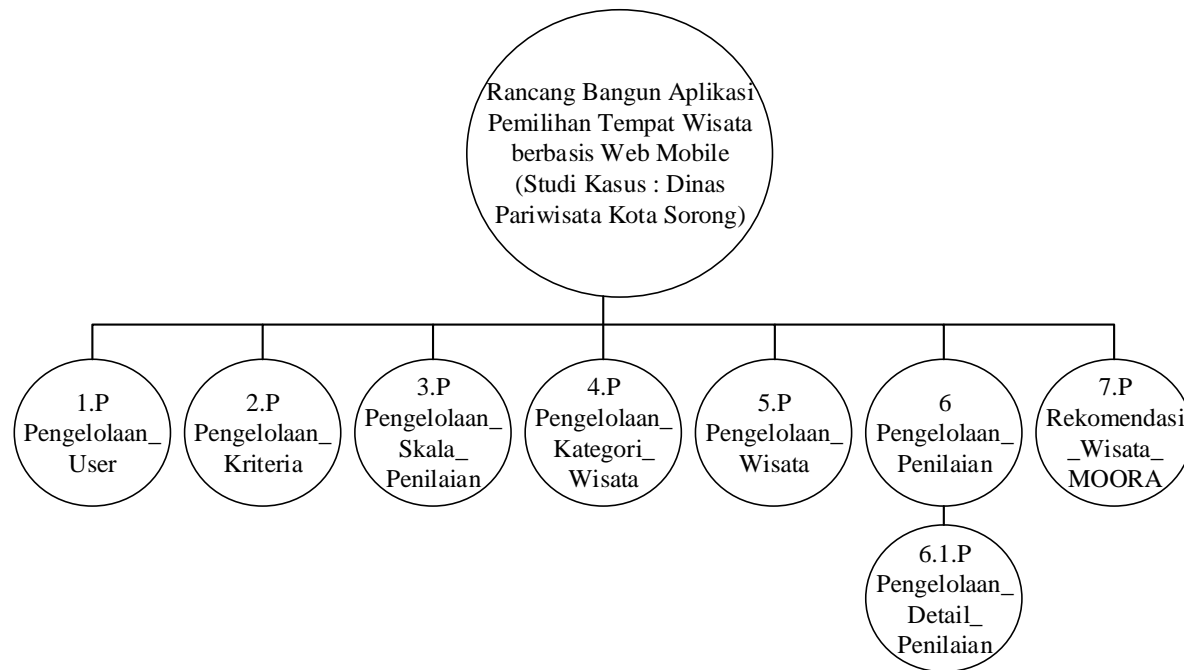 Rancang Bangun Aplikasi
Pemilihan Tempat Wisata
berbasis Web Mobile
(Studi Kasus : Dinas
Pariwisata Kota Sorong)
1.P
Pengelolaan_
User
2.P
Pengelolaan_
Kriteria
3.P
Pengelolaan_
Skala_
Penilaian
4.P
Pengelolaan_
Kategori_
Wisata
5.P
Pengelolaan_
Wisata
6
Pengelolaan_
Penilaian
7.P
Rekomendasi
_Wisata_
MOORA
6.1.P
Pengelolaan_
Detail_
Penilaian